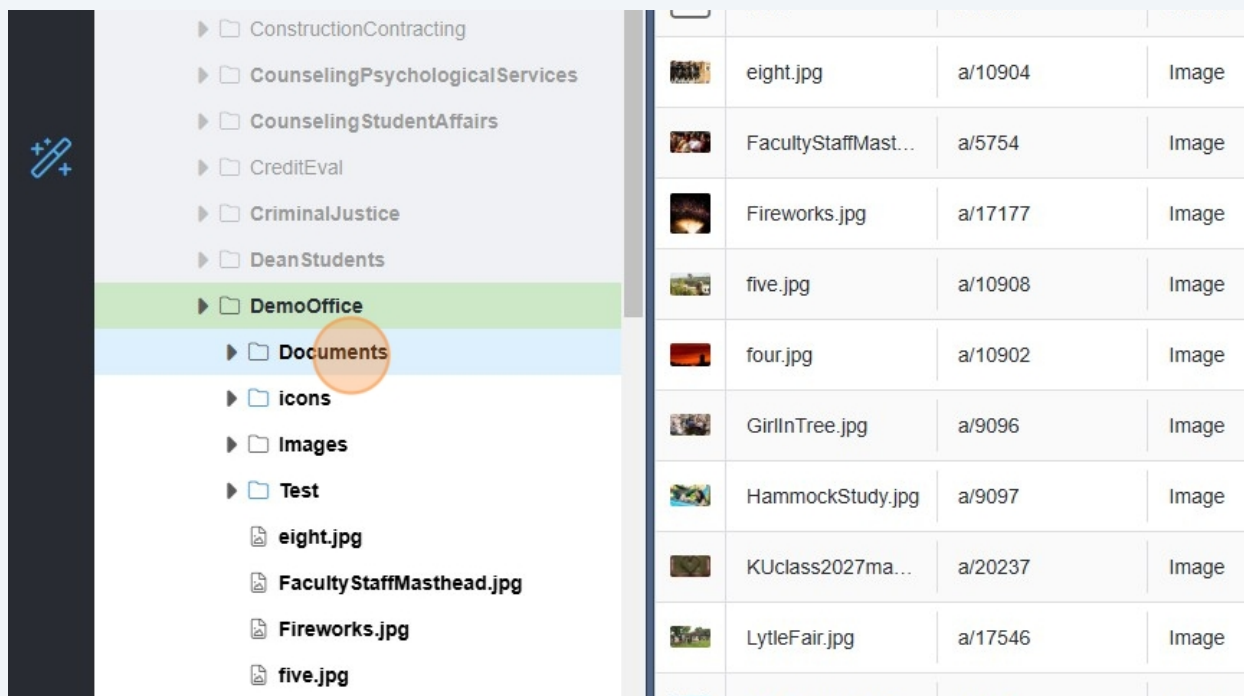 ConstructionContracting
CounselingPsychologicalServices
CounselingStudentAffairs
CreditEval
CriminalJustice
DeanStudents
DemoOffice
Documents
icons
Images
Test
eight.jpg
FacultyStaffMasthead.jpg
Fireworks.jpg
five.jpg
eight.jpg a/10904 Image
FacultyStaffMast... a/5754 Image
Fireworks.jpg a/17177 Image
five.jpg a/10908 Image
four.jpg a/10902 Image
GirlInTree.jpg a/9096 Image
HammockStudy.jpg a/9097 Image
KUclass2027ma... a/20237 Image
LytleFair.jpg a/17546 Image